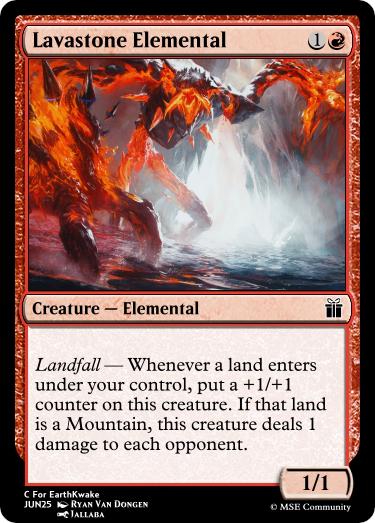 Lavastone Elemental 1
Creature — Elemental
Landfall — Whenever a land enters
under your control, put a +1/+1
counter on this creature. If that land
is a Mountain, this creature deals 1
damage to each opponent.
1/1
C For EarthKwake
JUN25 Ryan Van Dongen
Jallaba
© MSE Community